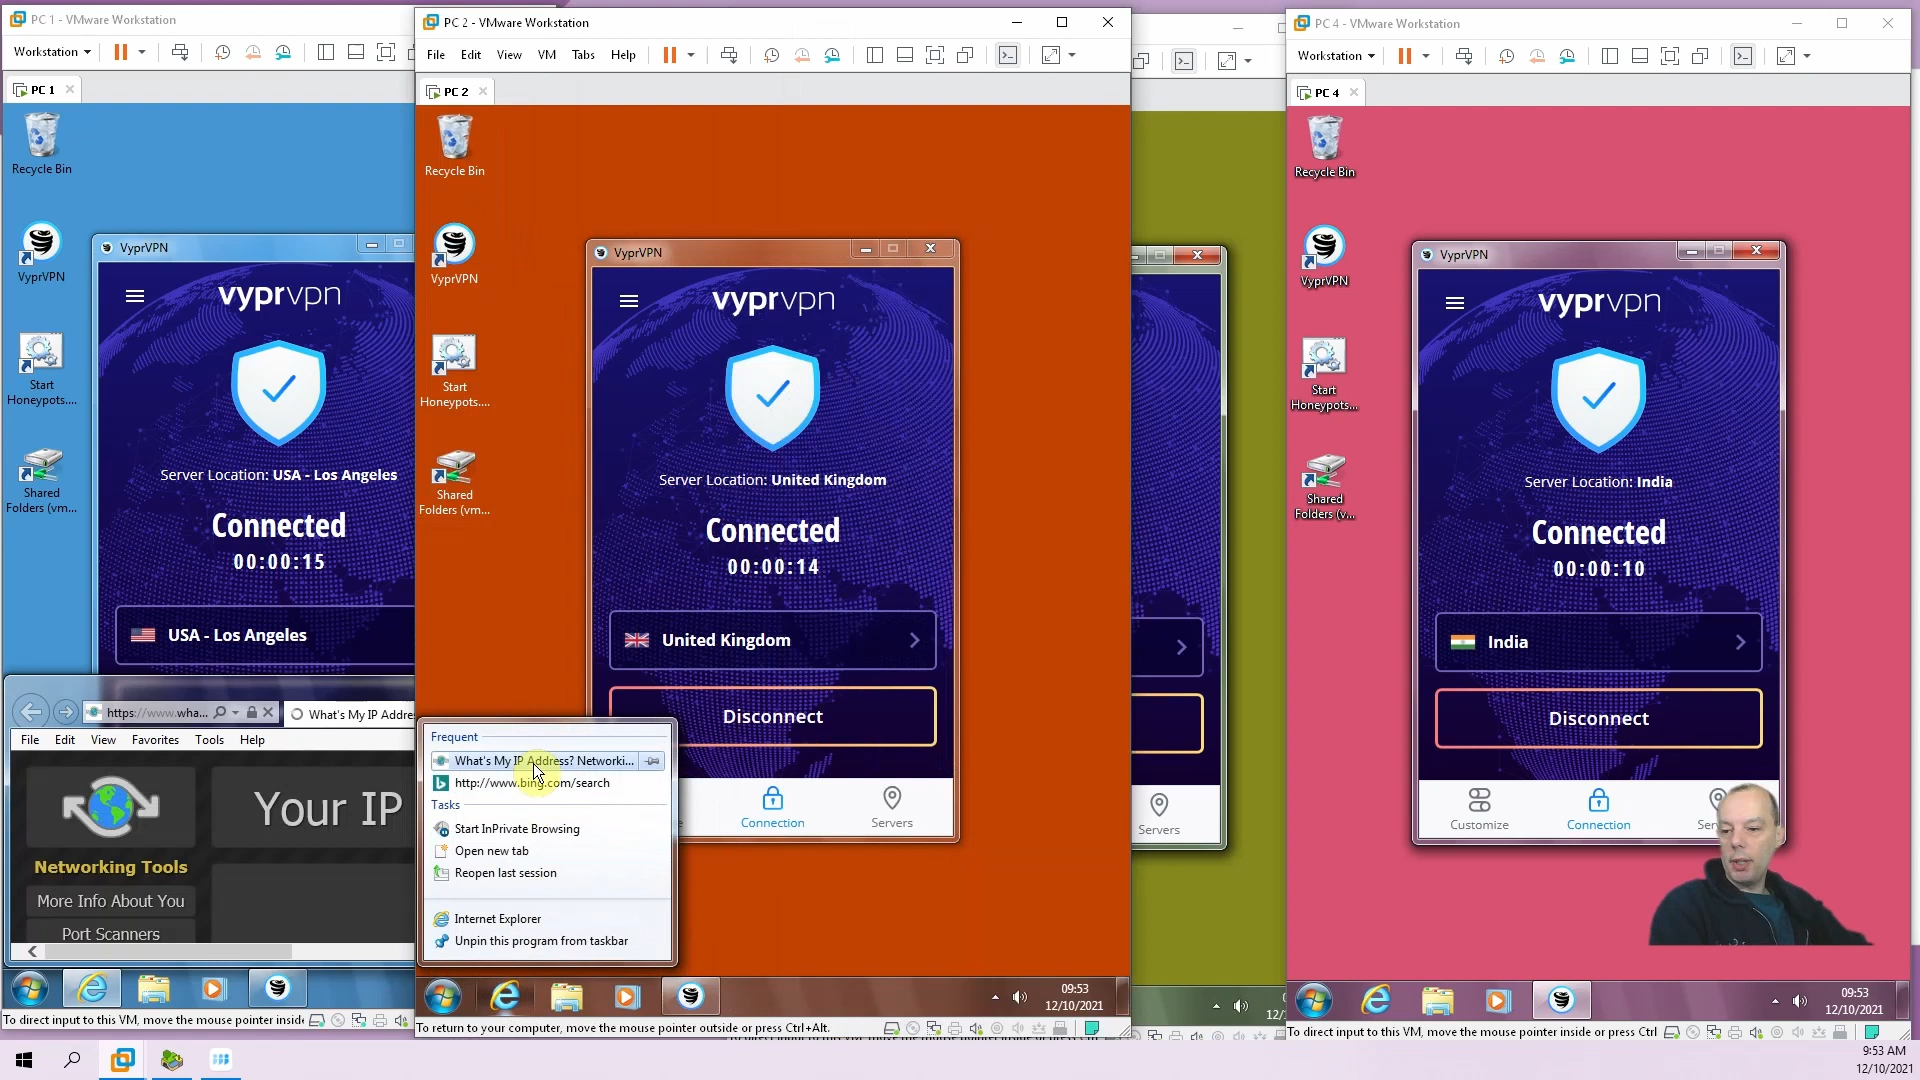 PC 1 - VMware Workstation
Workstation
PC 1
Recycle Bin
VyprVPN
Start
Honeypots....
Shared
Folders (vm...
VyprVPN
vyprvpn
Server Location: USA - Los Angeles
Connected
00:00:15
USA - Los Angeles
https://www.wha...
What's My IP Addre
File Edit View Favorites Tools Help
Your IP
Networking Tools
More Info About You
Port Scanners
To direct input to this VM, move the mouse pointer insid
PC 2 - VMware Workstation
File Edit View VM Tabs Help
PC 2
Recycle Bin
VyprVPN
Start
Honeypots....
Shared
Folders (vm...
VyprVPN
vyprvpn
Server Location: United Kingdom
Connected
00:00:14
United Kingdom
Disconnect
Connection
Servers
Frequent
What's My IP Address? Networki...
http://www.bing.com/search
Tasks
Start InPrivate Browsing
Open new tab
Reopen last session
Internet Explorer
Unpin this program from taskbar
09:53
12/10/2021
To return to your computer, move the mouse pointer outside or press Ctrl+Alt.
Servers
PC 4 - VMware Workstation
Workstation
PC 4
Recycle Bin
VyprVPN
Start
Honeypots...
Shared
Folders (v...
VyprVPN
vyprvpn
Server Location: India
Connected
00:00:10
India
Disconnect
Customize
Connection
09:53
12/10/2021
To direct input to this VM, move the mouse pointer inside or press Ctrl
9:53 AM
12/10/2021